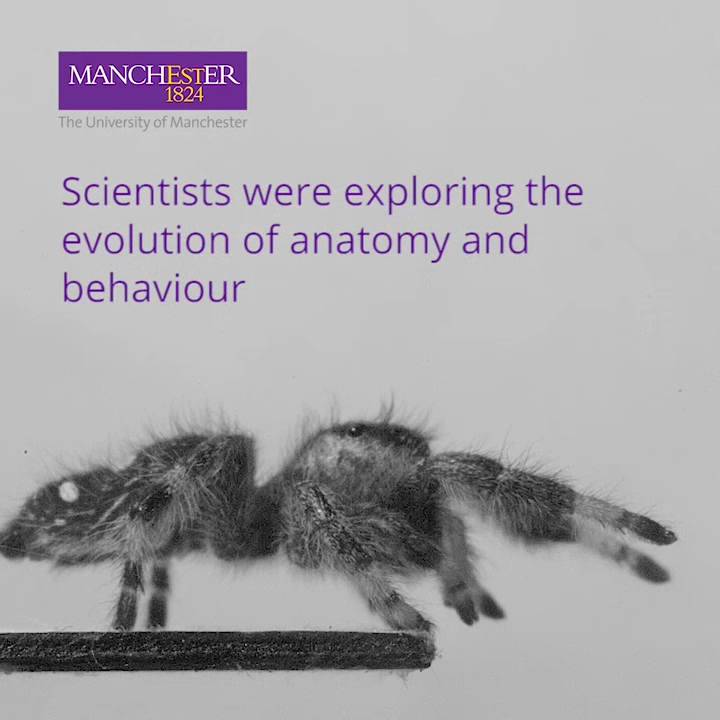 MANCHESTER
1824
The University of Manchester
Scientists were exploring the
evolution of anatomy and
behaviour